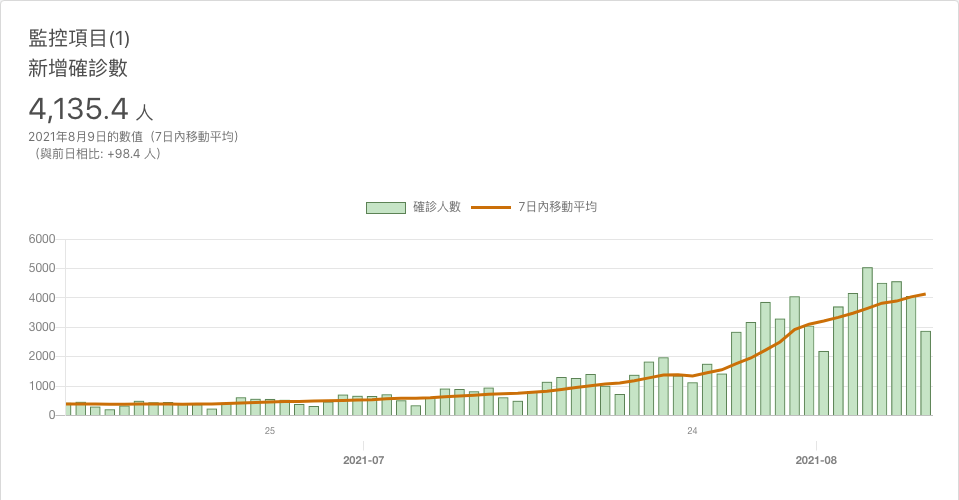 監控項目(1)
新增確診數
4,135.4 人
2021年8月9日的數值（7日內移動平均）
（與前日相比: +98.4 人）
確診人數 7日內移動平均
6000
5000
4000
3000
2000
1000
0
25 24
2021-07 2021-08